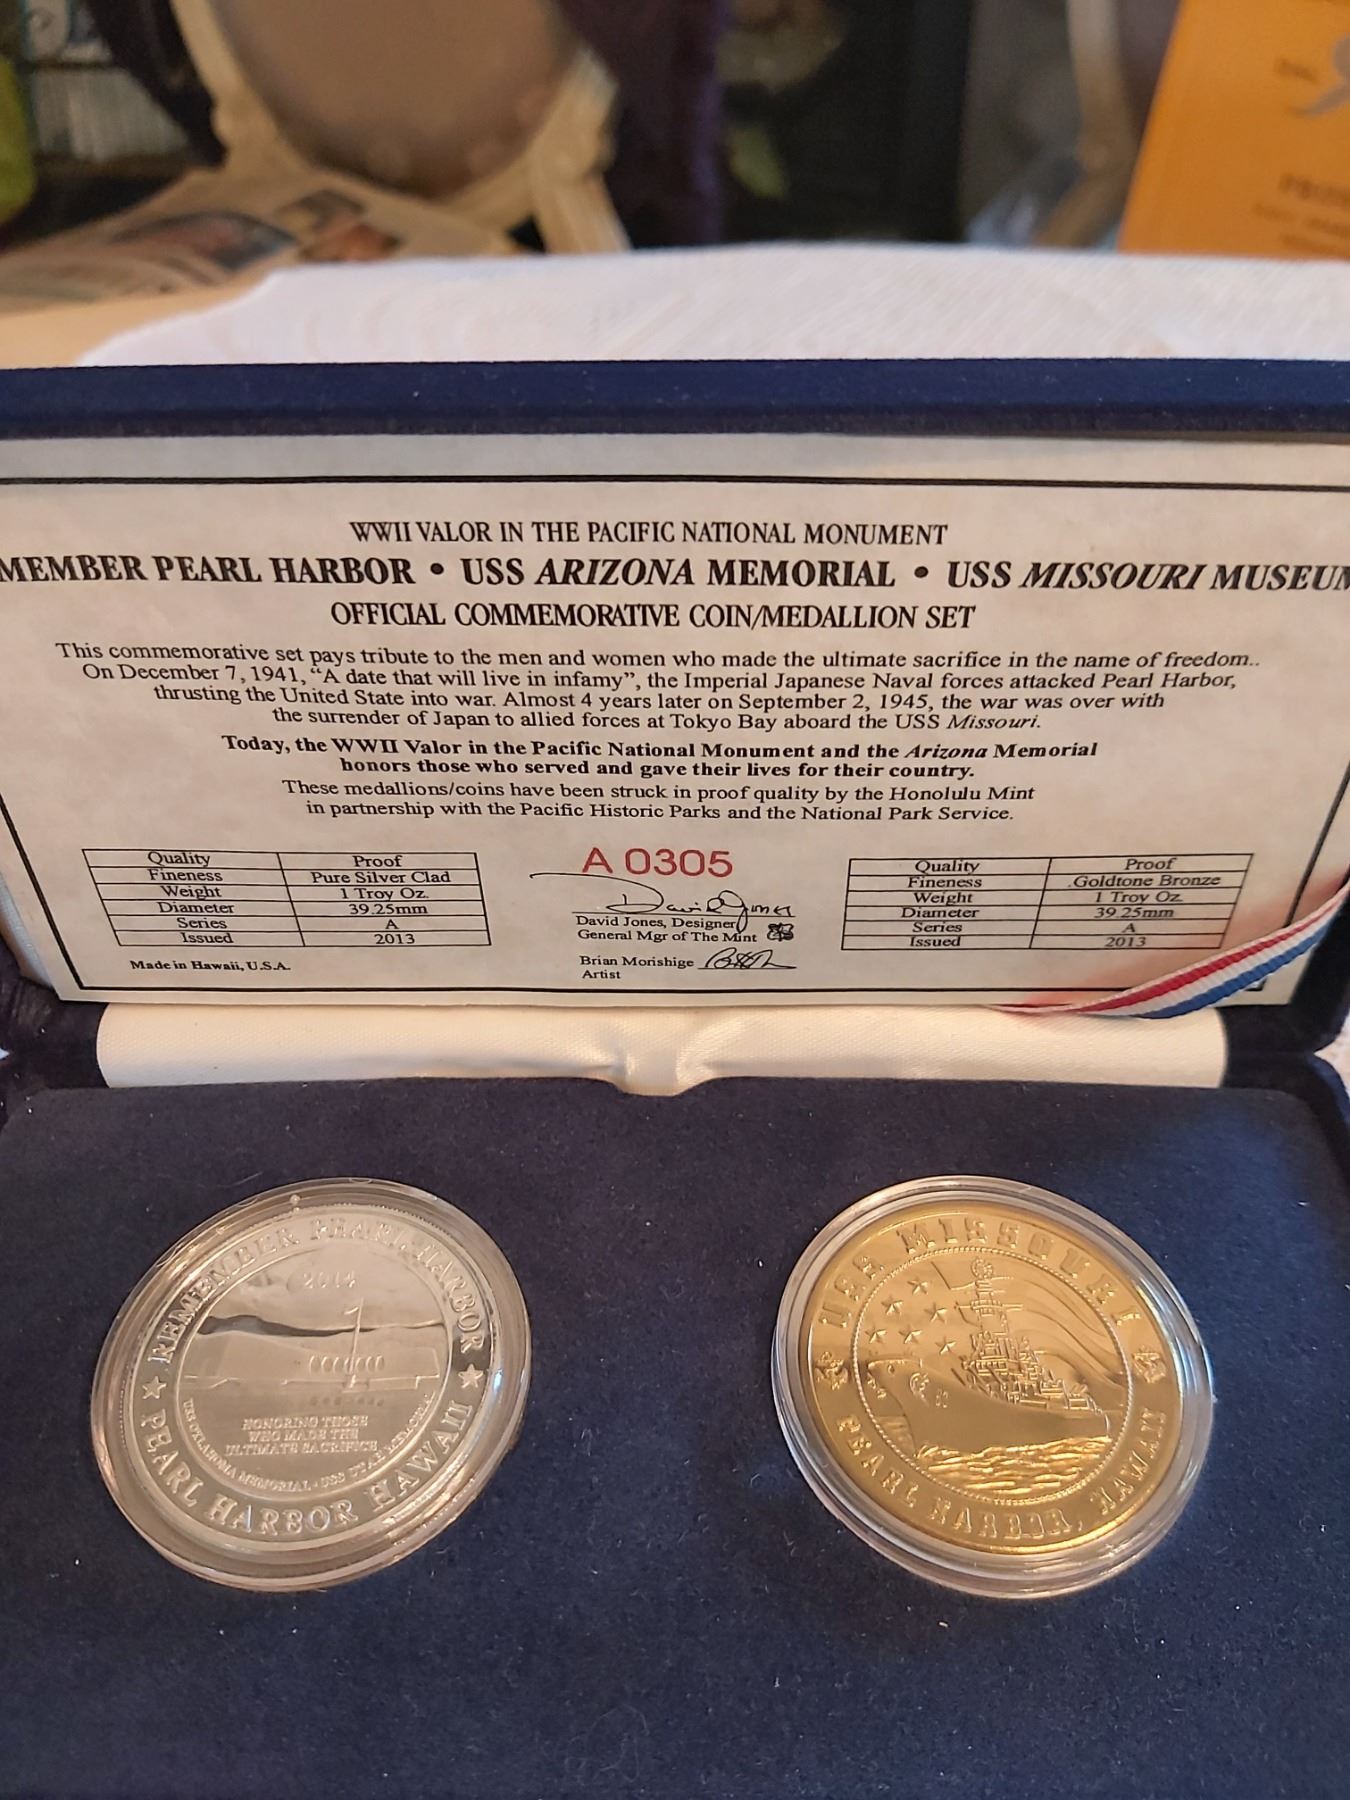 WWII VALOR IN THE PACIFIC NATIONAL MONUMENT
MEMBER PEARL HARBOR • USS ARIZONA MEMORIAL • USS MISSOURI MUSEUM
OFFICIAL COMMEMORATIVE COIN/MEDALLION SET
This commemorative set pays tribute to the men and women who made the ultimate sacrifice in the name of freedom..
On December 7, 1941, “A date that will live in infamy”, the Imperial Japanese Naval forces attacked Pearl Harbor,
thrusting the United State into war. Almost 4 years later on September 2, 1945, the war was over with
the surrender of Japan to allied forces at Tokyo Bay aboard the USS Missouri.
Today, the WWII Valor in the Pacific National Monument and the Arizona Memorial
honors those who served and gave their lives for their country.
These medallions/coins have been struck in proof quality by the Honolulu Mint
in partnership with the Pacific Historic Parks and the National Park Service.
Quality Proof
Fineness Pure Silver Clad
Weight 1 Troy Oz.
Diameter 39.25mm
Series A
Issued 2013
Made in Hawaii, U.S.A.
A 0305
David Jones
David Jones, Designer
General Mgr of The Mint
Brian Morishige
Artist
Quality Proof
Fineness .Goldtone Bronze
Weight 1 Troy Oz.
Diameter 39.25mm
Series A
Issued 2013
REMEMBER PEARL HARBOR
2014
HONORING THOSE
WHO MADE THE
ULTIMATE SACRIFICE
USS OKLAHOMA MEMORIAL • USS UTAH MEMORIAL
PEARL HARBOR HAWAII
USS MISSOURI
63
PEARL HARBOR, HAWAII